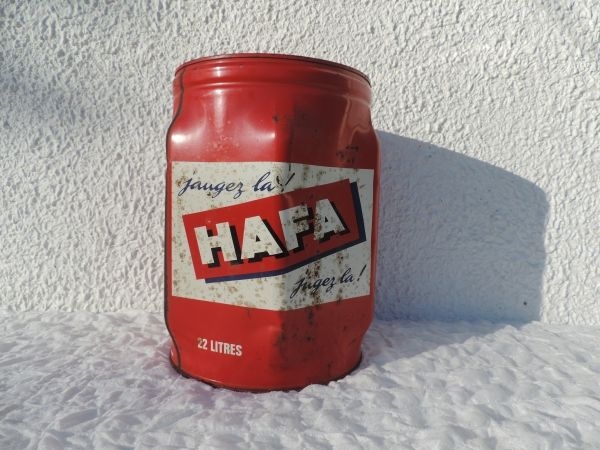 jaugez la !
HAFA
jugez la !
22 LITRES